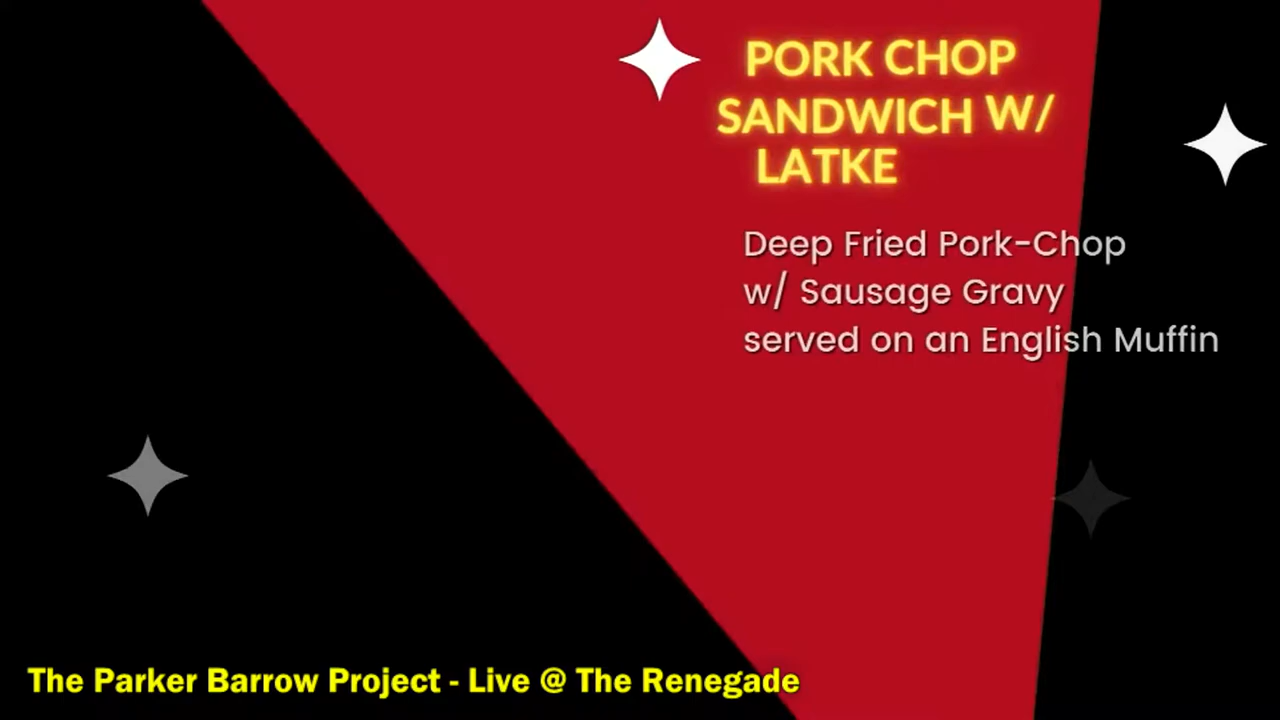 PORK CHOP
SANDWICH W/
LATKE
Deep Fried Pork-Chop
w/ Sausage Gravy
served on an English Muffin
The Parker Barrow Project - Live @ The Renegade